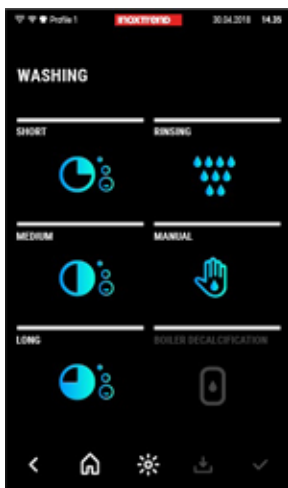 Profile 1 inoxtrend 30.04.2018 14.35
WASHING
SHORT RINSING
MEDIUM MANUAL
LONG BOILER DECALCIFICATION